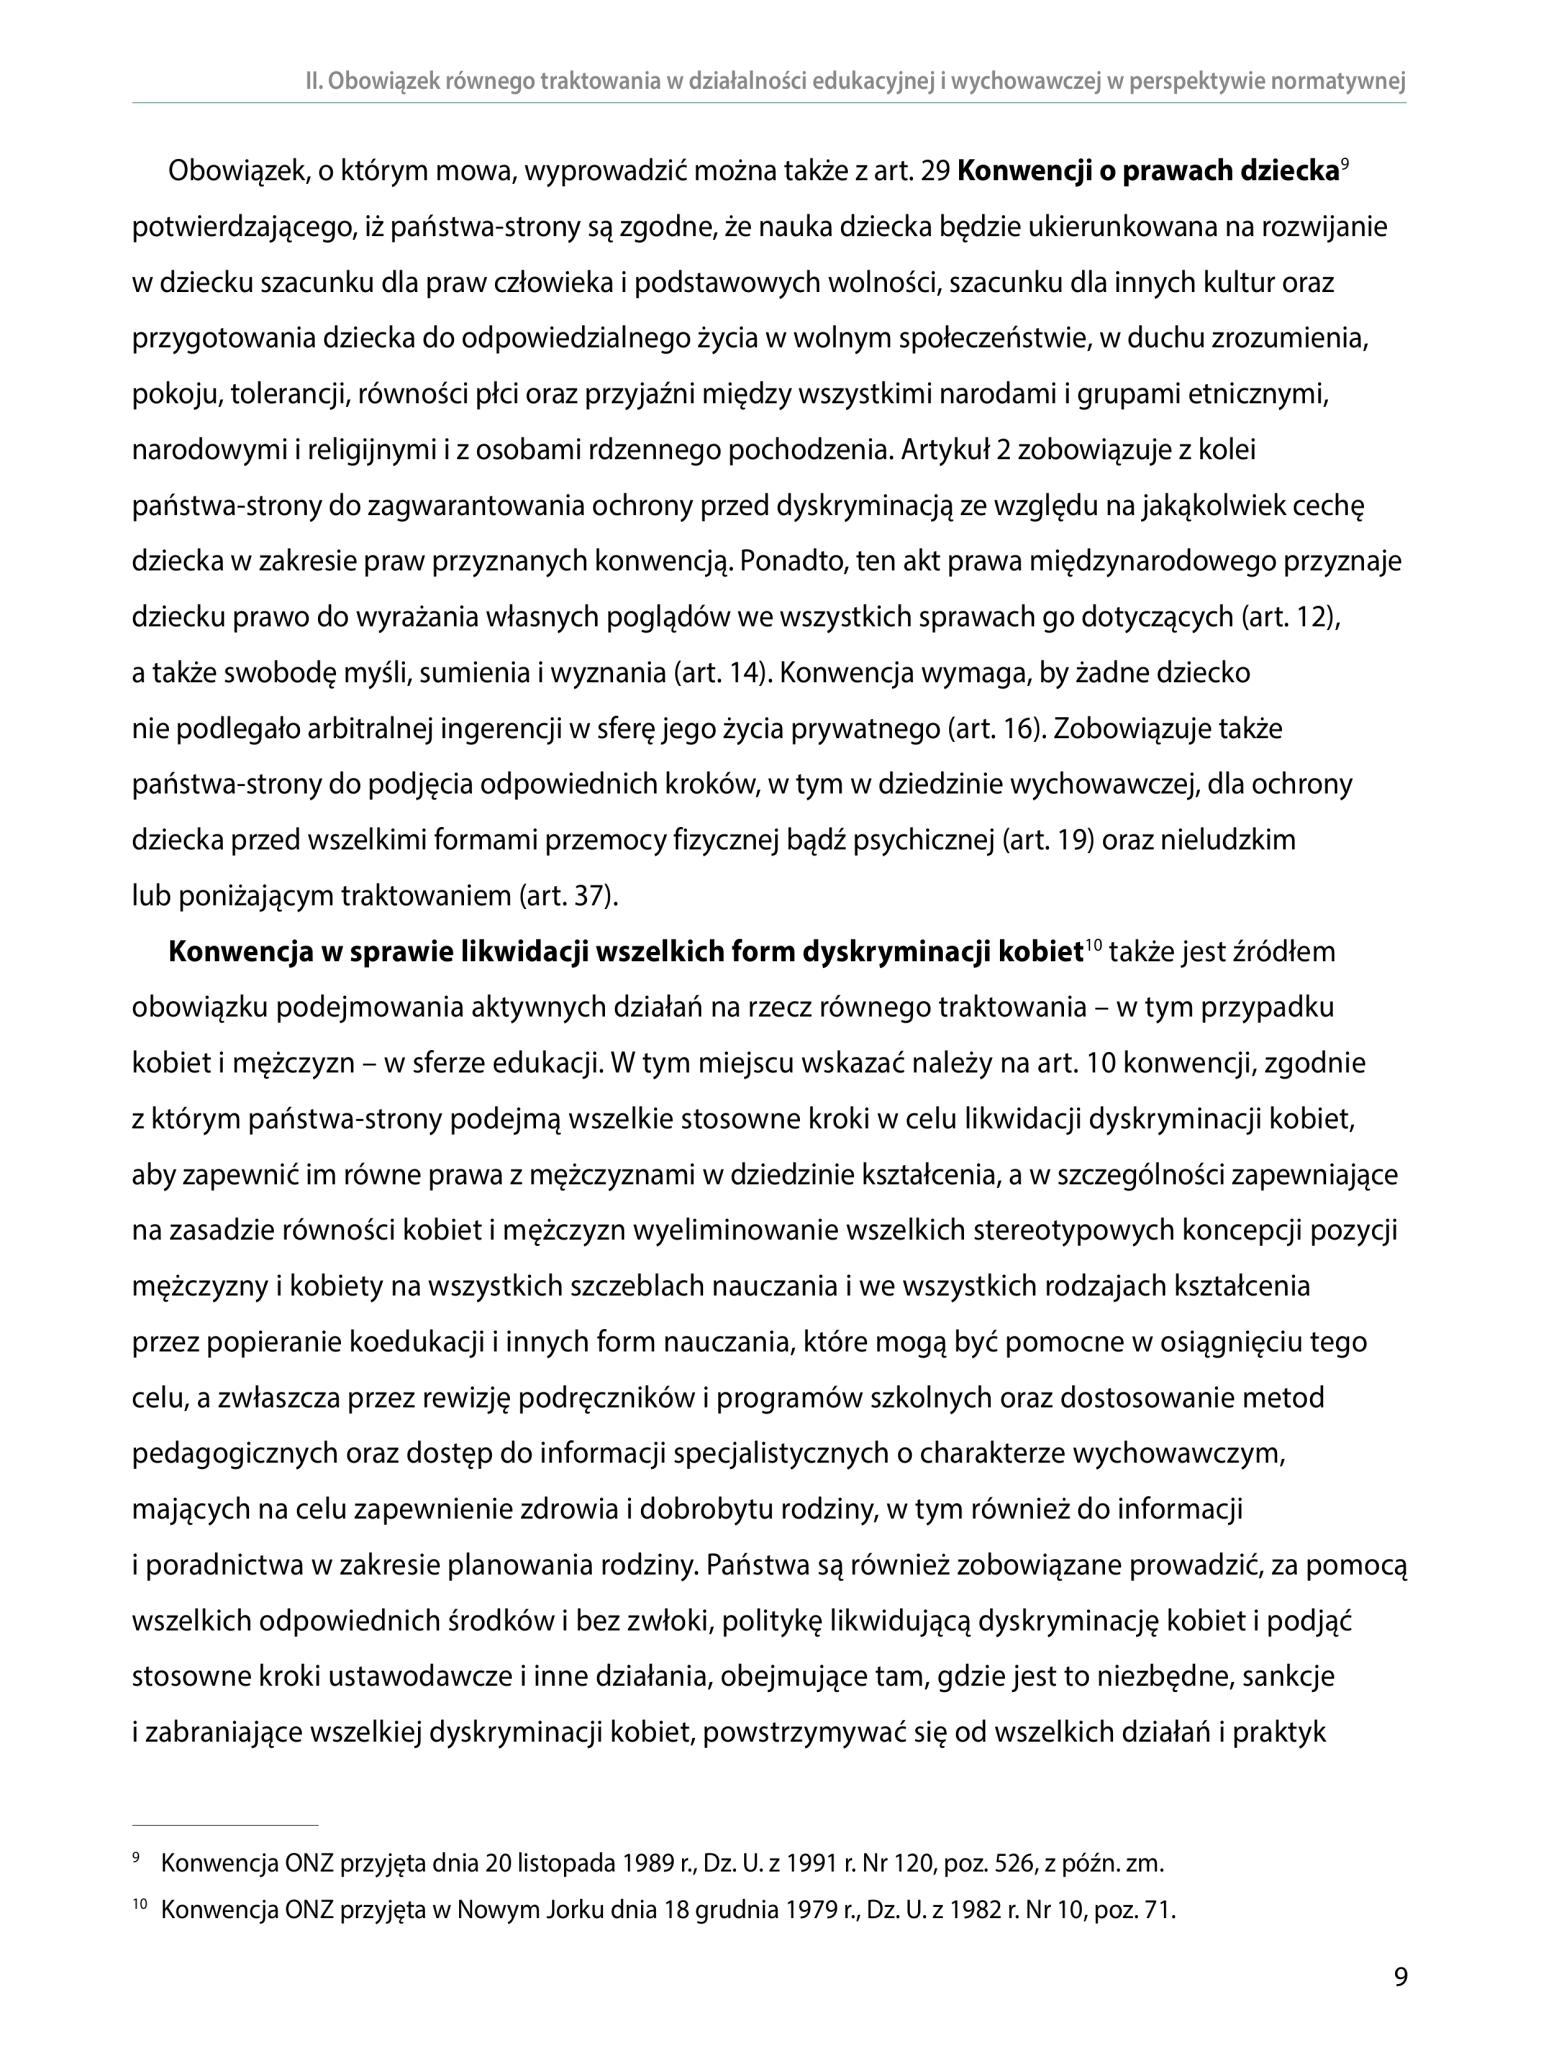 II. Obowiązek równego traktowania w działalności edukacyjnej i wychowawczej w perspektywie normatywnej
Obowiązek, o którym mowa, wyprowadzić można także z art. 29 Konwencji o prawach dziecka9
potwierdzającego, iż państwa-strony są zgodne, że nauka dziecka będzie ukierunkowana na rozwijanie
w dziecku szacunku dla praw człowieka i podstawowych wolności, szacunku dla innych kultur oraz
przygotowania dziecka do odpowiedzialnego życia w wolnym społeczeństwie, w duchu zrozumienia,
pokoju, tolerancji, równości płci oraz przyjaźni między wszystkimi narodami i grupami etnicznymi,
narodowymi i religijnymi i z osobami rdzennego pochodzenia. Artykuł 2 zobowiązuje z kolei
państwa-strony do zagwarantowania ochrony przed dyskryminacją ze względu na jakąkolwiek cechę
dziecka w zakresie praw przyznanych konwencją. Ponadto, ten akt prawa międzynarodowego przyznaje
dziecku prawo do wyrażania własnych poglądów we wszystkich sprawach go dotyczących (art. 12),
a także swobodę myśli, sumienia i wyznania (art. 14). Konwencja wymaga, by żadne dziecko
nie podlegało arbitralnej ingerencji w sferę jego życia prywatnego (art. 16). Zobowiązuje także
państwa-strony do podjęcia odpowiednich kroków, w tym w dziedzinie wychowawczej, dla ochrony
dziecka przed wszelkimi formami przemocy fizycznej bądź psychicznej (art. 19) oraz nieludzkim
lub poniżającym traktowaniem (art. 37).
Konwencja w sprawie likwidacji wszelkich form dyskryminacji kobiet10 także jest źródłem
obowiązku podejmowania aktywnych działań na rzecz równego traktowania – w tym przypadku
kobiet i mężczyzn – w sferze edukacji. W tym miejscu wskazać należy na art. 10 konwencji, zgodnie
z którym państwa-strony podejmą wszelkie stosowne kroki w celu likwidacji dyskryminacji kobiet,
aby zapewnić im równe prawa z mężczyznami w dziedzinie kształcenia, a w szczególności zapewniające
na zasadzie równości kobiet i mężczyzn wyeliminowanie wszelkich stereotypowych koncepcji pozycji
mężczyzny i kobiety na wszystkich szczeblach nauczania i we wszystkich rodzajach kształcenia
przez popieranie koedukacji i innych form nauczania, które mogą być pomocne w osiągnięciu tego
celu, a zwłaszcza przez rewizję podręczników i programów szkolnych oraz dostosowanie metod
pedagogicznych oraz dostęp do informacji specjalistycznych o charakterze wychowawczym,
mających na celu zapewnienie zdrowia i dobrobytu rodziny, w tym również do informacji
i poradnictwa w zakresie planowania rodziny. Państwa są również zobowiązane prowadzić, za pomocą
wszelkich odpowiednich środków i bez zwłoki, politykę likwidującą dyskryminację kobiet i podjąć
stosowne kroki ustawodawcze i inne działania, obejmujące tam, gdzie jest to niezbędne, sankcje
i zabraniające wszelkiej dyskryminacji kobiet, powstrzymywać się od wszelkich działań i praktyk
9 Konwencja ONZ przyjęta dnia 20 listopada 1989 r., Dz. U. z 1991 r. Nr 120, poz. 526, z późn. zm.
10 Konwencja ONZ przyjęta w Nowym Jorku dnia 18 grudnia 1979 r., Dz. U. z 1982 r. Nr 10, poz. 71.
9